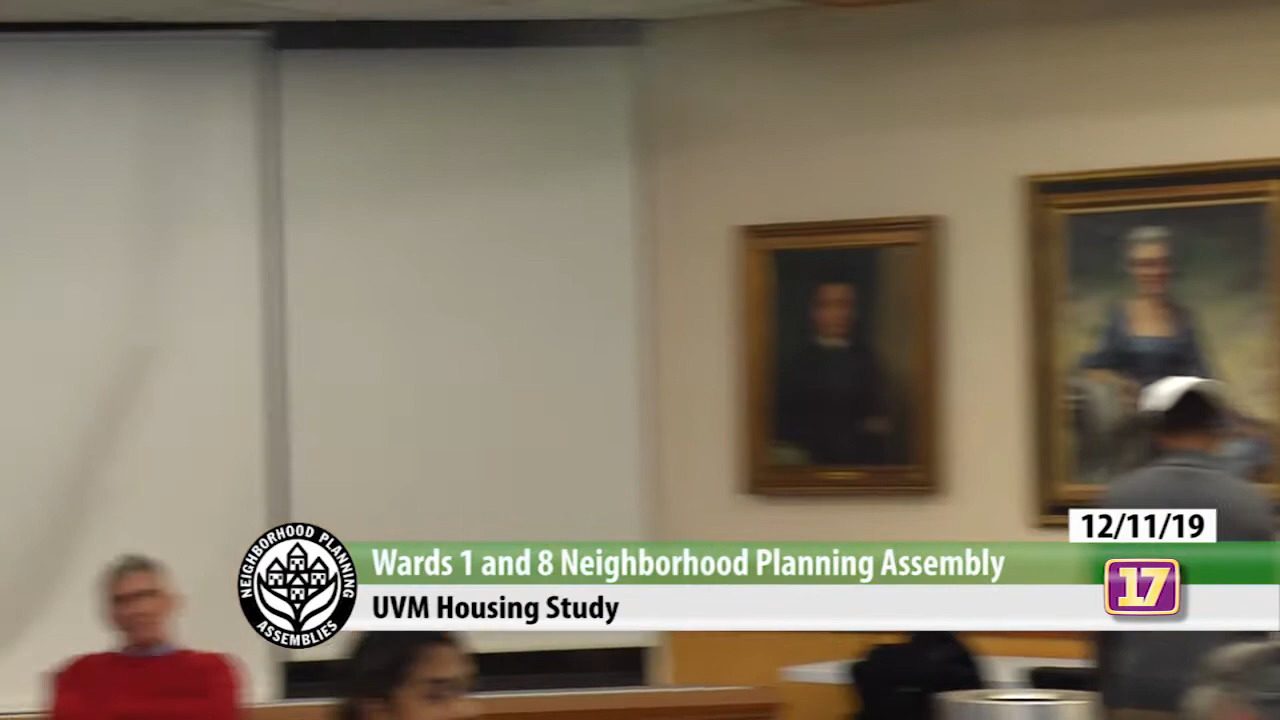 12/11/19
NEIGHBORHOOD PLANNING
ASSEMBLIES
Wards 1 and 8 Neighborhood Planning Assembly
UVM Housing Study
17